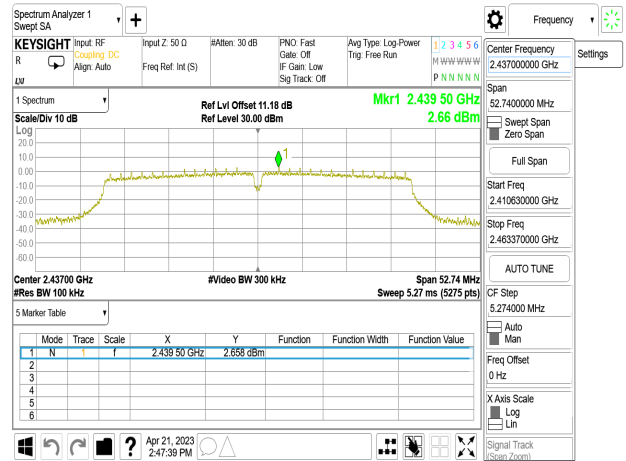 Spectrum Analyzer 1
Swept SA
Frequency
KEYSIGHT
R
LXI
Input: RF
Coupling: DC
Align: Auto
Input Z: 50 Ω
Freq Ref: Int (S)
#Atten: 30 dB
PNO: Fast
Gate: Off
IF Gain: Low
Sig Track: Off
Avg Type: Log-Power
Trig: Free Run
1 2 3 4 5 6
M W W W W W
P N N N N N
Center Frequency
2.437000000 GHz
Settings
Span
52.7400000 MHz
Swept Span
Zero Span
Full Span
Start Freq
2.410630000 GHz
Stop Freq
2.463370000 GHz
AUTO TUNE
CF Step
5.274000 MHz
Auto
Man
Freq Offset
0 Hz
X Axis Scale
Log
Lin
Signal Track
(Span Zoom)
1 Spectrum
Scale/Div 10 dB
Ref Lvl Offset 11.18 dB
Ref Level 30.00 dBm
Mkr1 2.439 50 GHz
2.66 dBm
Log
20.0
10.0
0.00
-10.0
-20.0
-30.0
-40.0
-50.0
-60.0
1
Center 2.43700 GHz
#Res BW 100 kHz
#Video BW 300 kHz
Span 52.74 MHz
Sweep 5.27 ms (5275 pts)
5 Marker Table
Mode Trace Scale X Y Function Function Width Function Value
1 N 1 f 2.439 50 GHz 2.658 dBm
2
3
4
5
6
?
Apr 21, 2023
2:47:39 PM